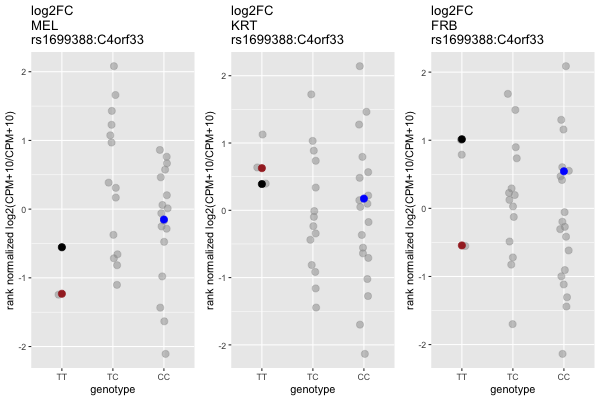 log2FC
MEL
rs1699388:C4orf33
rank normalized log2(CPM+10/CPM+10)
2
1
0
-1
-2
TT
TC
CC
genotype
log2FC
KRT
rs1699388:C4orf33
rank normalized log2(CPM+10/CPM+10)
2
1
0
-1
-2
TT
TC
CC
genotype
log2FC
FRB
rs1699388:C4orf33
rank normalized log2(CPM+10/CPM+10)
2
1
0
-1
-2
TT
TC
CC
genotype